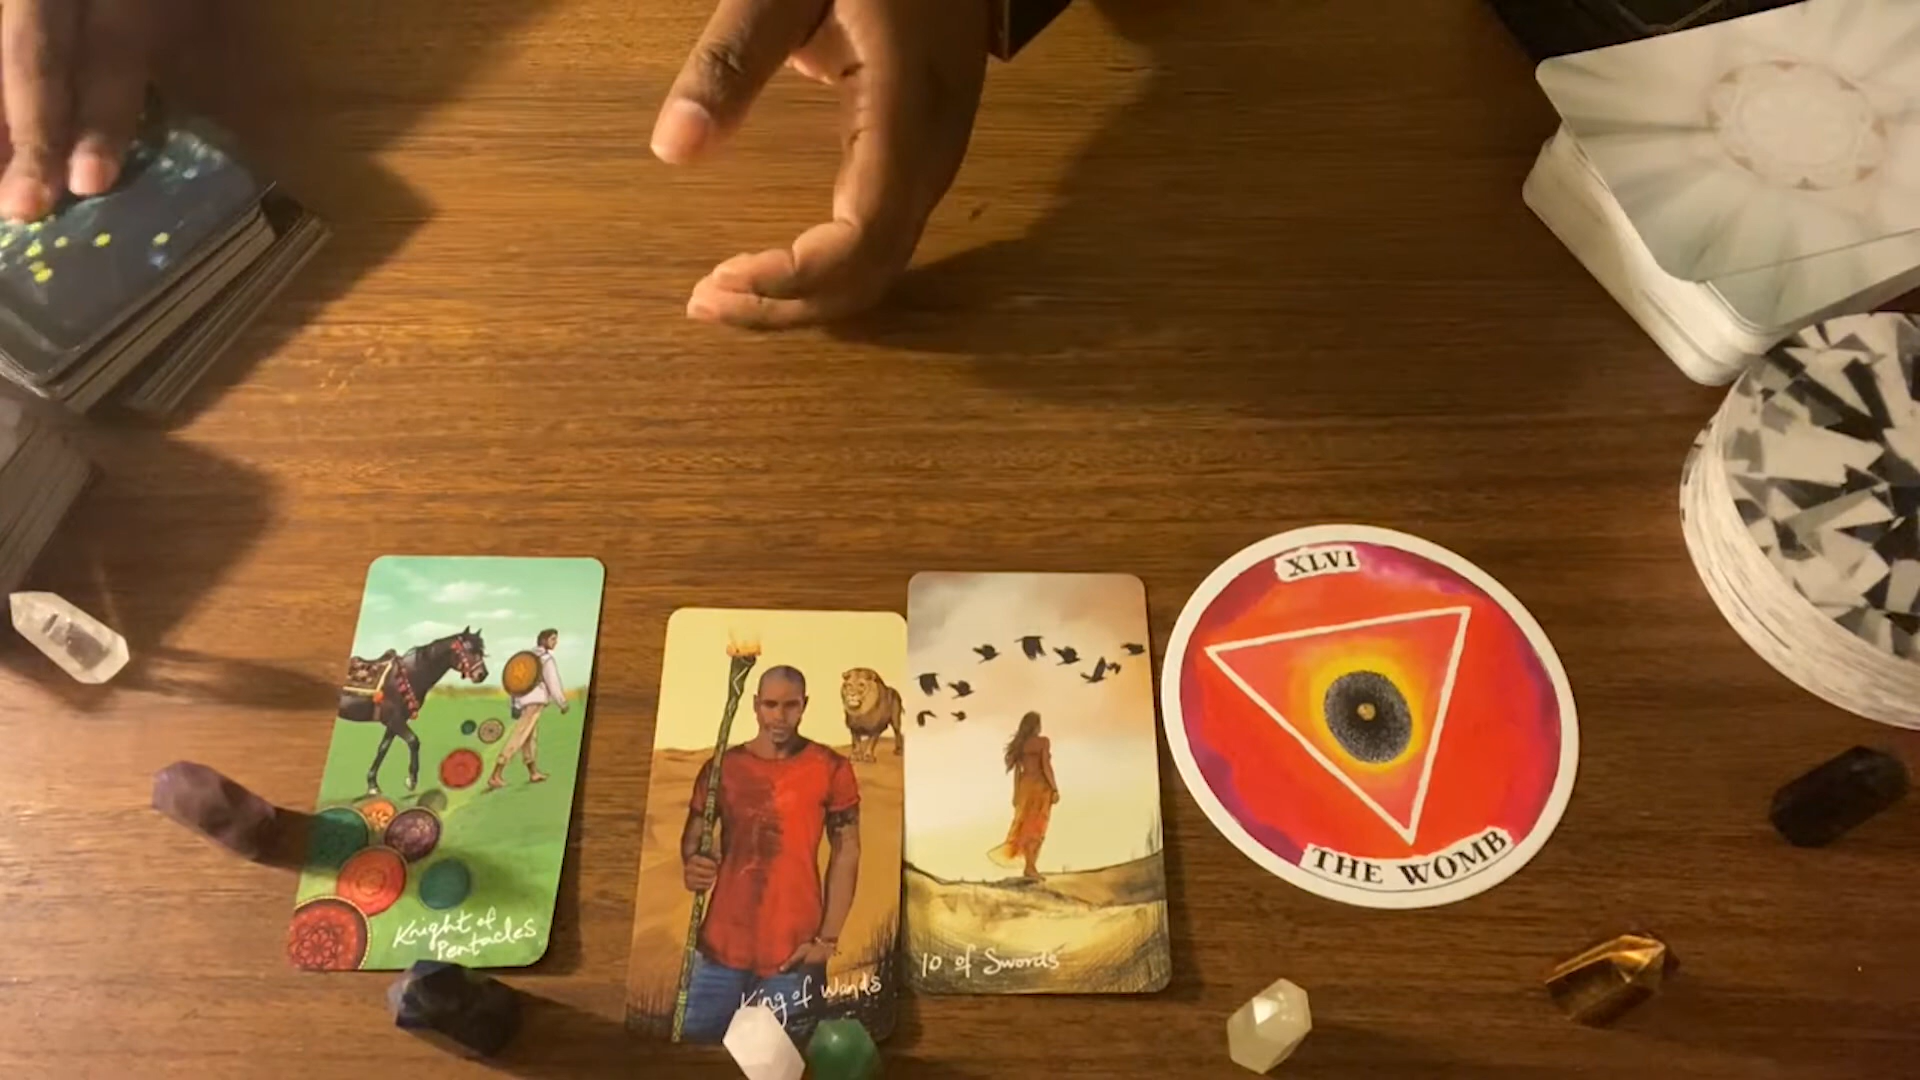 Knight of
Pentacles
King of Wands
10 of Swords
XLVI
THE WOMB